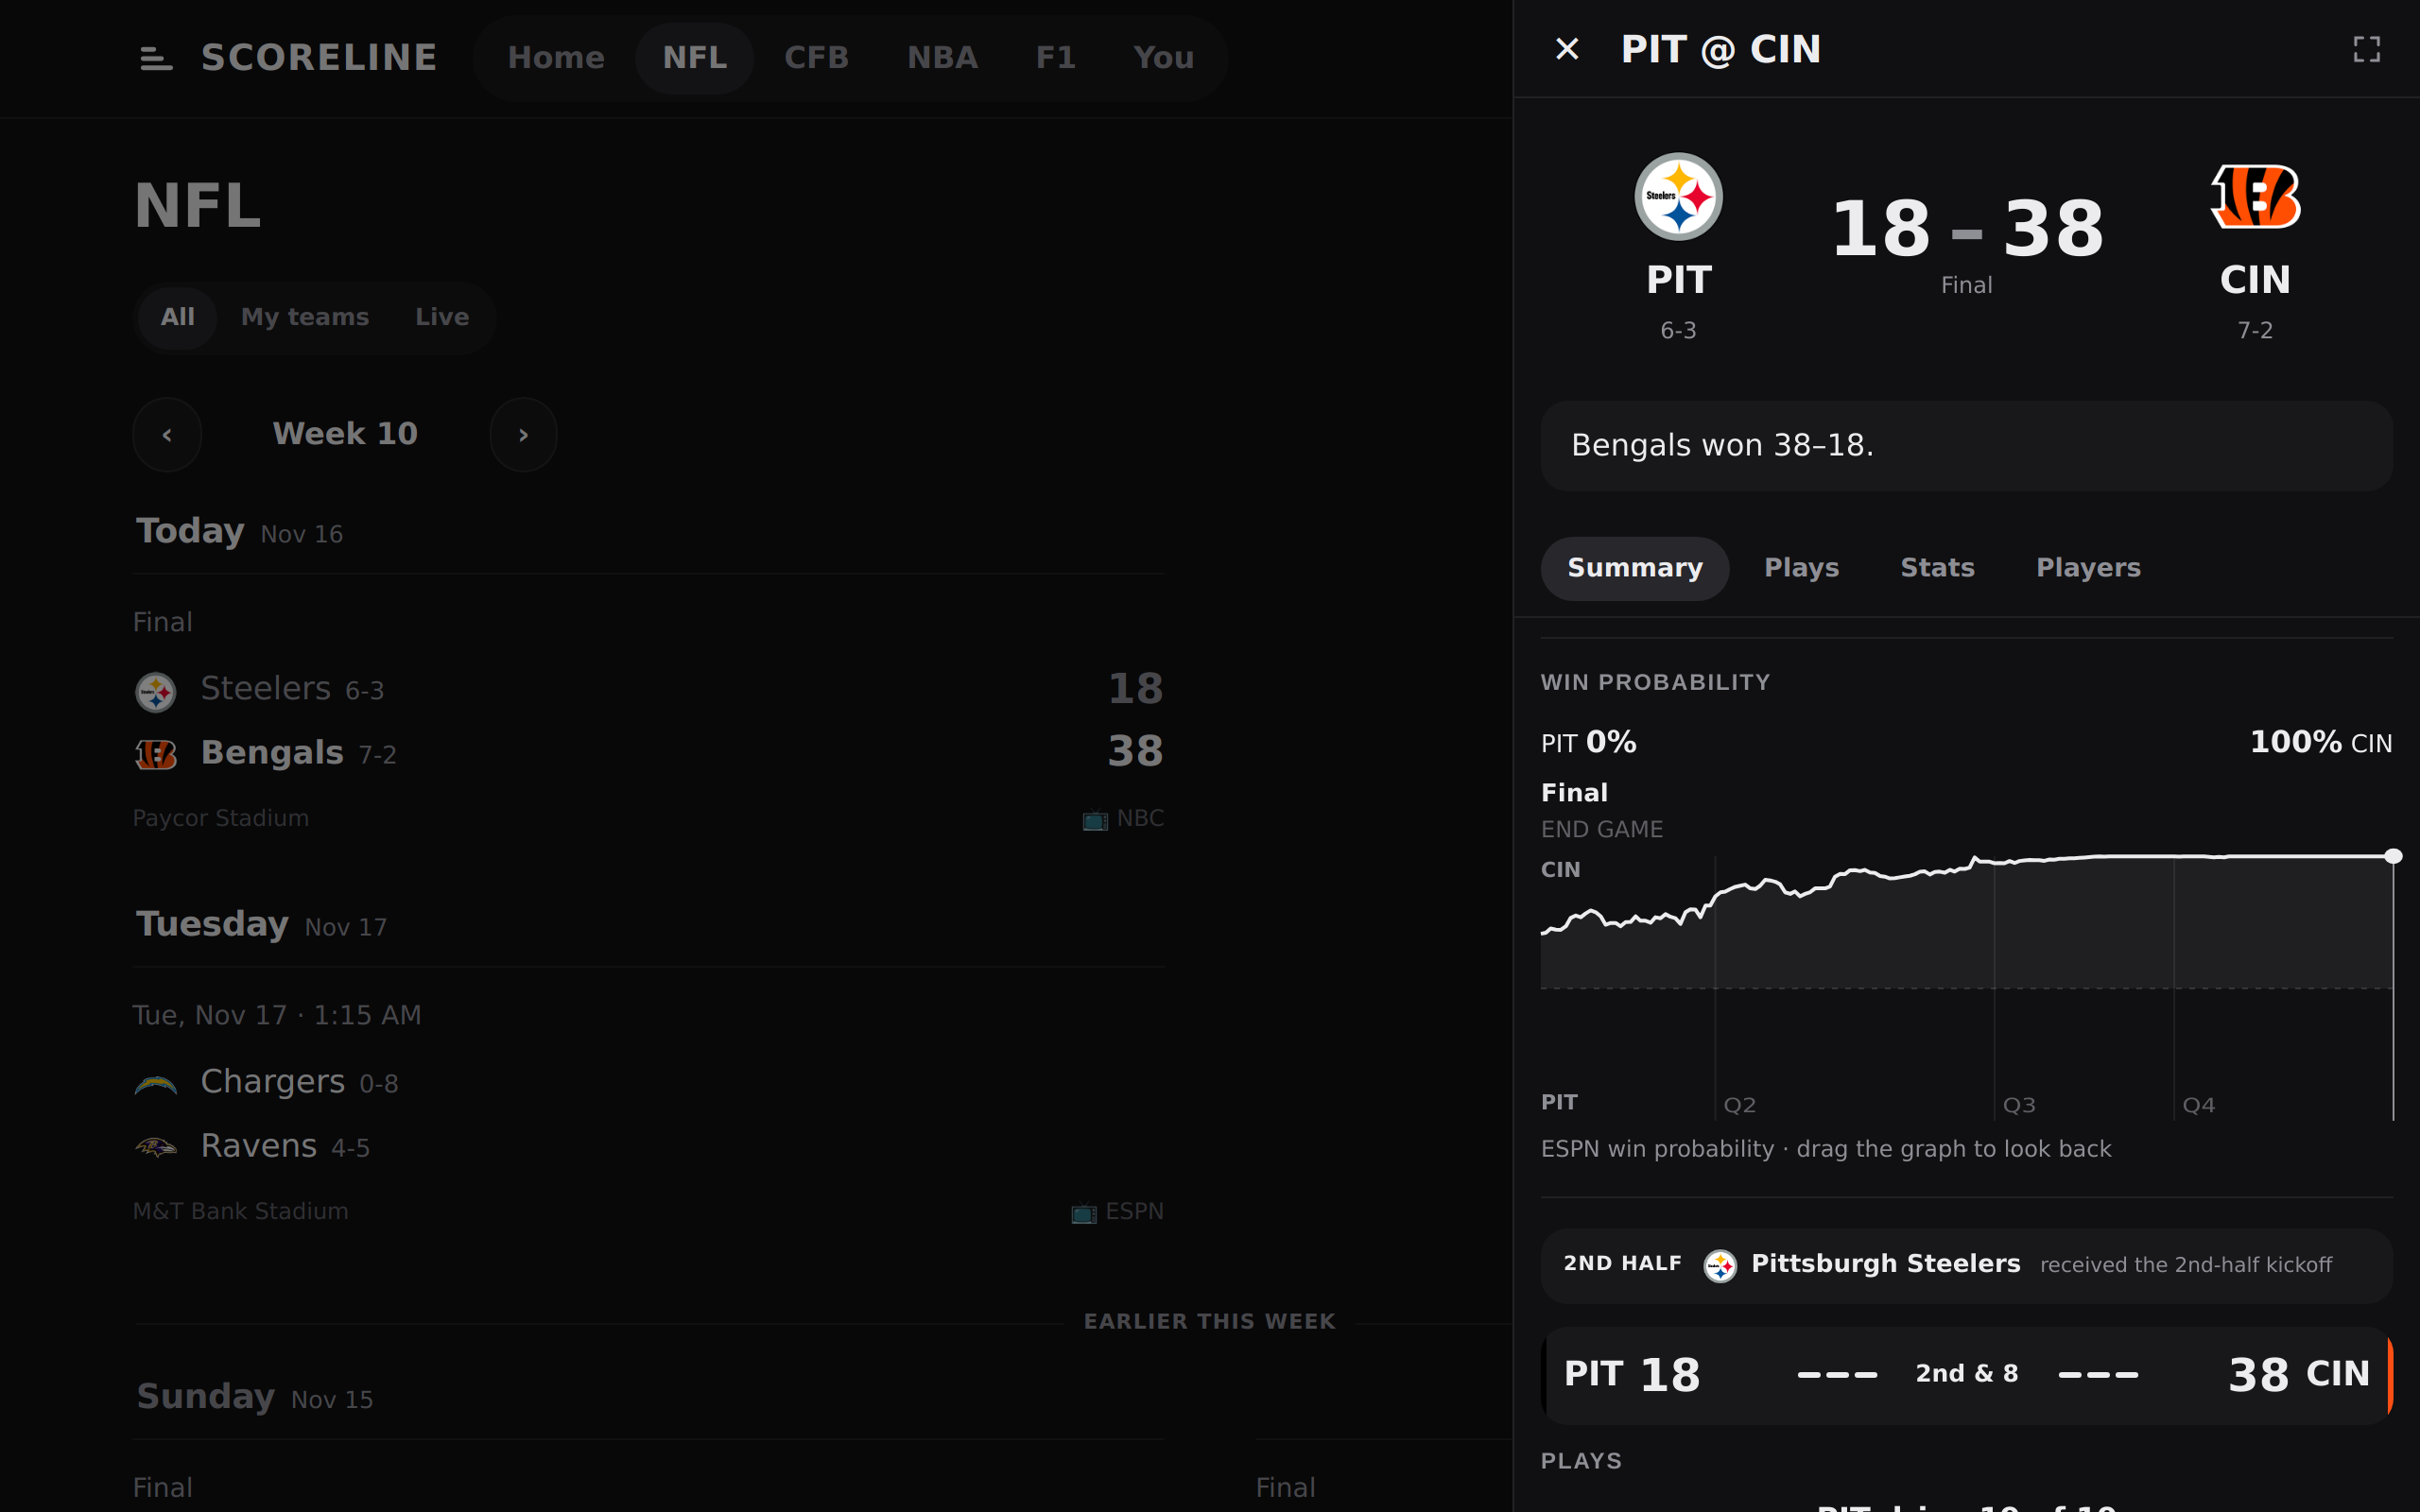 SCORELINE
Home NFL CFB NBA F1 You
NFL
All My teams Live
‹ Week 10 ›
Today Nov 16
Final
Steelers 6-3 18
Bengals 7-2 38
Paycor Stadium 📺 NBC
Tuesday Nov 17
Tue, Nov 17 · 1:15 AM
Chargers 0-8
Ravens 4-5
M&T Bank Stadium 📺 ESPN
EARLIER THIS WEEK
Sunday Nov 15
Final
Final
✕ PIT @ CIN
Steelers
18 – 38
PIT Final CIN
6-3 7-2
Bengals won 38–18.
Summary Plays Stats Players
WIN PROBABILITY
PIT 0% 100% CIN
Final
END GAME
CIN
PIT Q2 Q3 Q4
ESPN win probability · drag the graph to look back
2ND HALF Pittsburgh Steelers received the 2nd-half kickoff
PIT 18 2nd & 8 38 CIN
PLAYS